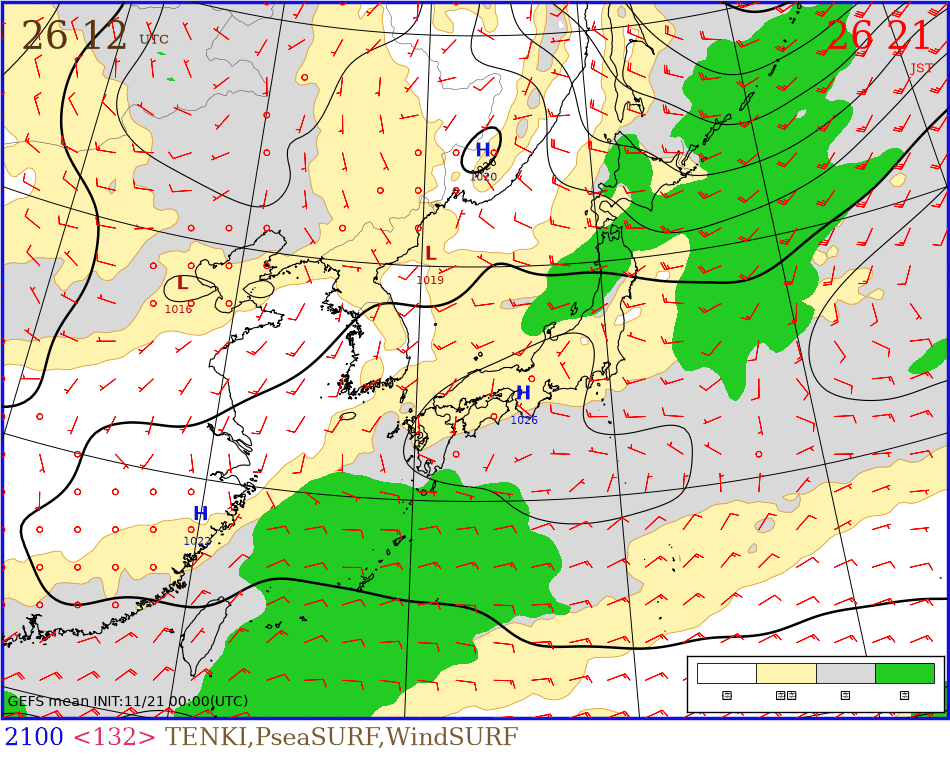 26 12 UTC
26 21
JST
H
1020
1020
L
1019
L
1016
H
1026
H
1022
GEFS mean INIT:11/21 00:00(UTC)
2100 <132> TENKI,PseaSURF,WindSURF